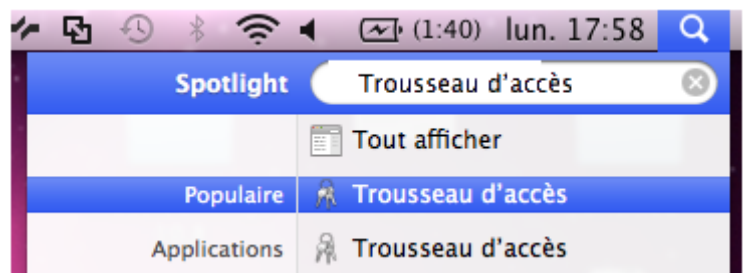 (1:40) lun. 17:58
Spotlight Trousseau d'accès
Tout afficher
Populaire Trousseau d'accès
Applications Trousseau d'accès